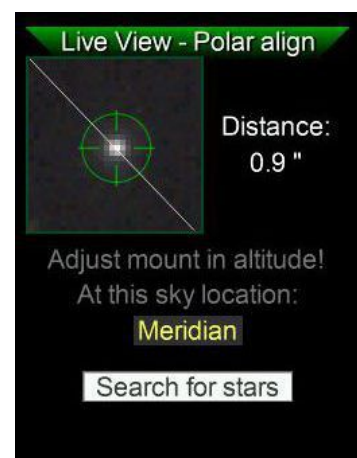 Live View - Polar align
Distance:
0.9 "
Adjust mount in altitude!
At this sky location:
Meridian
Search for stars